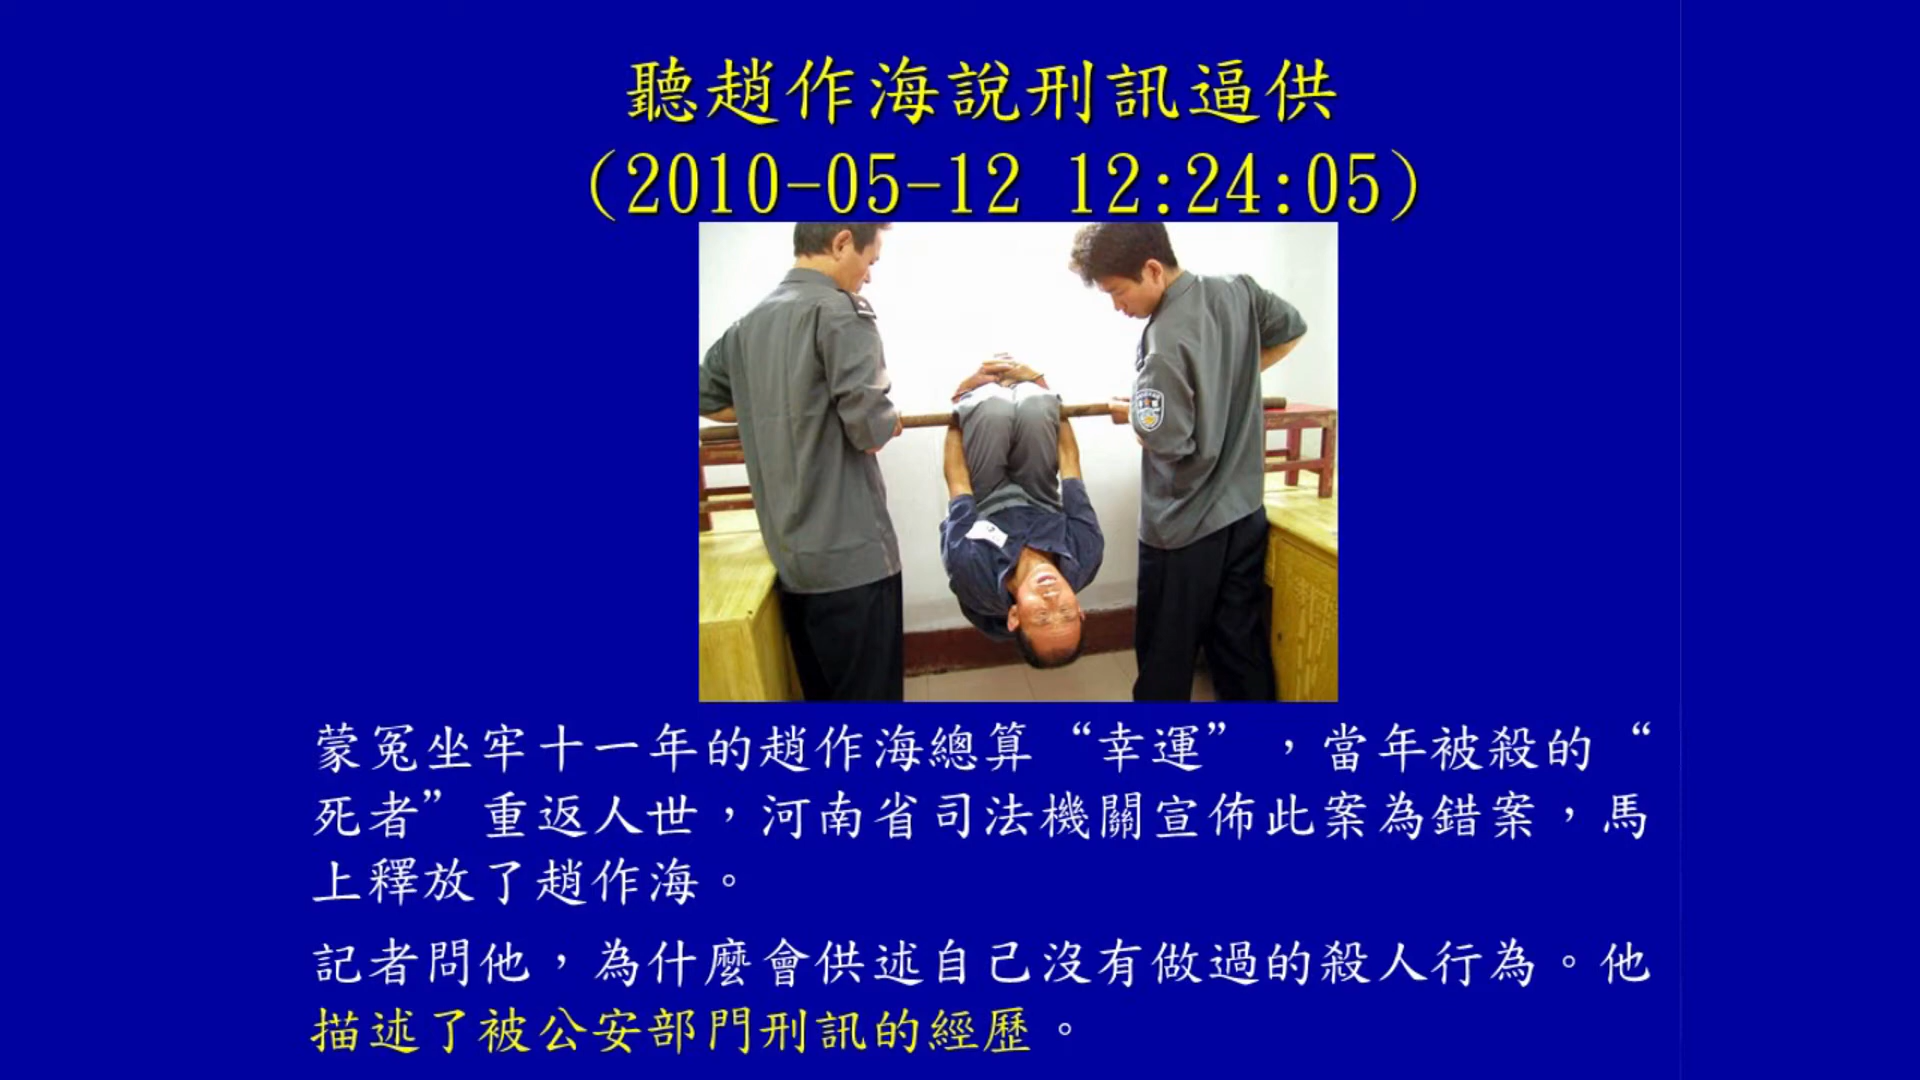 聽趙作海說刑訊逼供
(2010-05-12 12:24:05)
蒙冤坐牢十一年的趙作海總算“幸運”，當年被殺的“
死者”重返人世，河南省司法機關宣佈此案為錯案，馬
上釋放了趙作海。
記者問他，為什麼會供述自己沒有做過的殺人行為。他
描述了被公安部門刑訊的經歷。